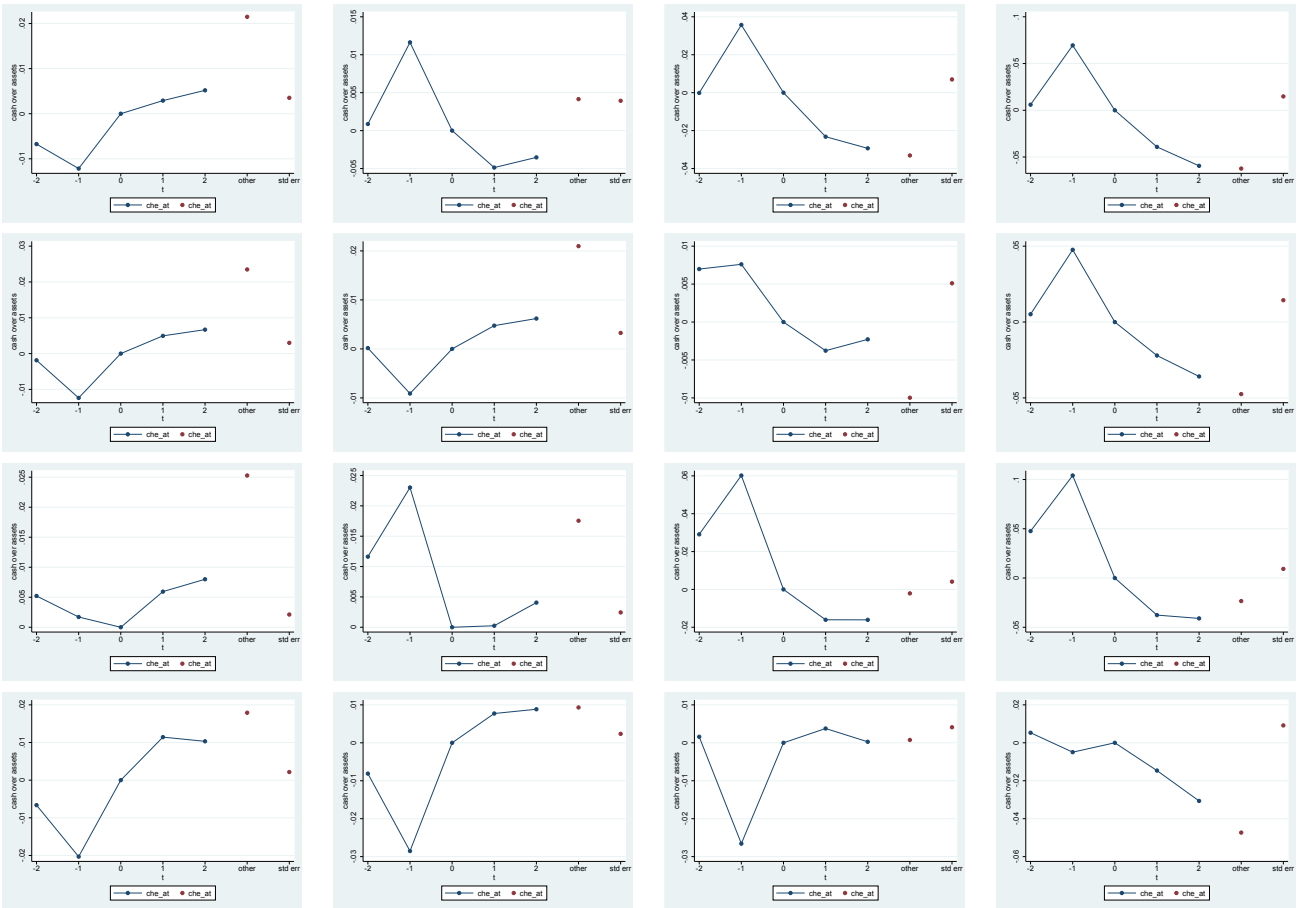 cash over assets
.02
.01
0
-.01
-2 -1 0 1 2 other std err
t
che_at che_at
cash over assets
.015
.01
.005
0
-.005
-2 -1 0 1 2 other std err
t
che_at che_at
cash over assets
.04
.02
0
-.02
-.04
-2 -1 0 1 2 other std err
t
che_at che_at
cash over assets
.1
.05
0
-.05
-2 -1 0 1 2 other std err
t
che_at che_at
cash over assets
.03
.02
.01
0
-.01
-2 -1 0 1 2 other std err
t
che_at che_at
cash over assets
.02
.01
0
-.01
-2 -1 0 1 2 other std err
t
che_at che_at
cash over assets
.01
.005
0
-.005
-.01
-2 -1 0 1 2 other std err
t
che_at che_at
cash over assets
.05
0
-.05
-2 -1 0 1 2 other std err
t
che_at che_at
cash over assets
.025
.02
.015
.01
.005
0
-2 -1 0 1 2 other std err
t
che_at che_at
cash over assets
.025
.02
.015
.01
.005
0
-2 -1 0 1 2 other std err
t
che_at che_at
cash over assets
.06
.04
.02
0
-.02
-2 -1 0 1 2 other std err
t
che_at che_at
cash over assets
.1
.05
0
-.05
-2 -1 0 1 2 other std err
t
che_at che_at
cash over assets
.02
.01
0
-.01
-.02
-2 -1 0 1 2 other std err
t
che_at che_at
cash over assets
.01
0
-.01
-.02
-.03
-2 -1 0 1 2 other std err
t
che_at che_at
cash over assets
.01
0
-.01
-.02
-.03
-2 -1 0 1 2 other std err
t
che_at che_at
cash over assets
.02
0
-.02
-.04
-.06
-2 -1 0 1 2 other std err
t
che_at che_at